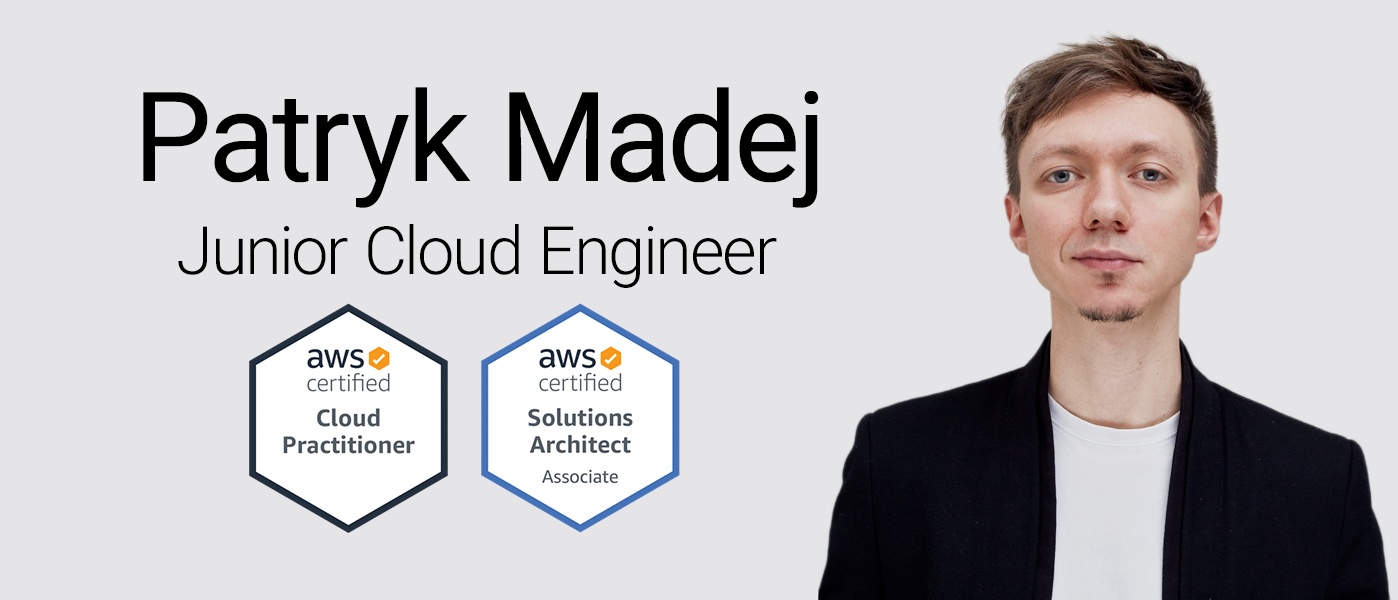 Patryk Madej
Junior Cloud Engineer
aws
certified
Cloud
Practitioner
aws
certified
Solutions
Architect
Associate